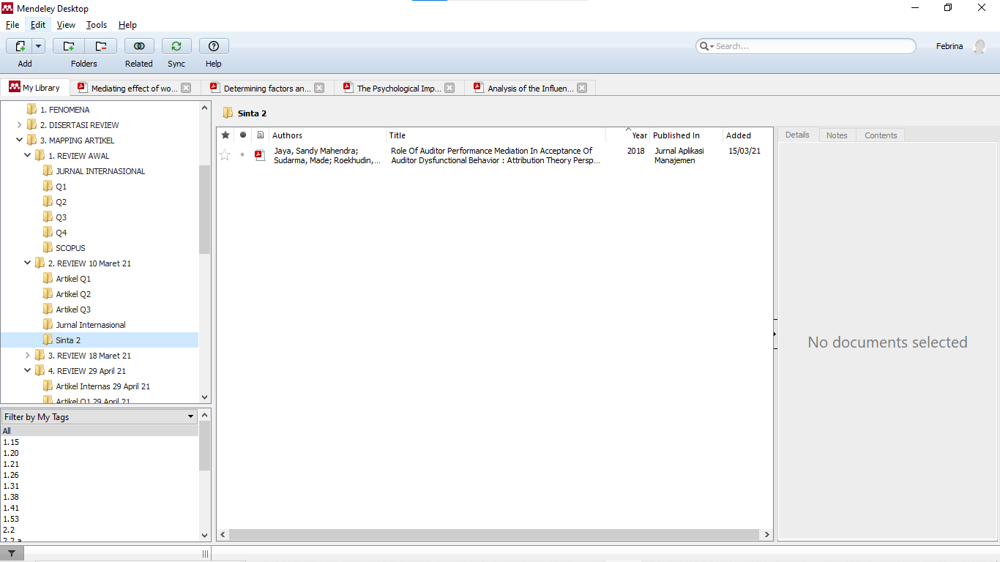 Mendeley Desktop
File Edit View Tools Help
Add Folders Related Sync Help
Search...
Febrina
My Library
Mediating effect of wo...
Determining factors an...
The Psychological Imp...
Analysis of the Influen...
1. FENOMENA
2. DISERTASI REVIEW
3. MAPPING ARTIKEL
1. REVIEW AWAL
JURNAL INTERNASIONAL
Q1
Q2
Q3
Q4
SCOPUS
2. REVIEW 10 Maret 21
Artikel Q1
Artikel Q2
Artikel Q3
Jurnal Internasional
Sinta 2
3. REVIEW 18 Maret 21
4. REVIEW 29 April 21
Artikel Internas 29 April 21
Artikel Q1 29 April 21
Filter by My Tags
All
1.15
1.20
1.21
1.26
1.31
1.38
1.41
1.53
2.2
2.2 a
Sinta 2
Authors Title Year Published In Added
Jaya, Sandy Mahendra; Role Of Auditor Performance Mediation In Acceptance Of 2018 Jurnal Aplikasi 15/03/21
Sudarma, Made; Roekhudin,... Auditor Dysfunctional Behavior : Attribution Theory Persp... Manajemen
Details Notes Contents
No documents selected